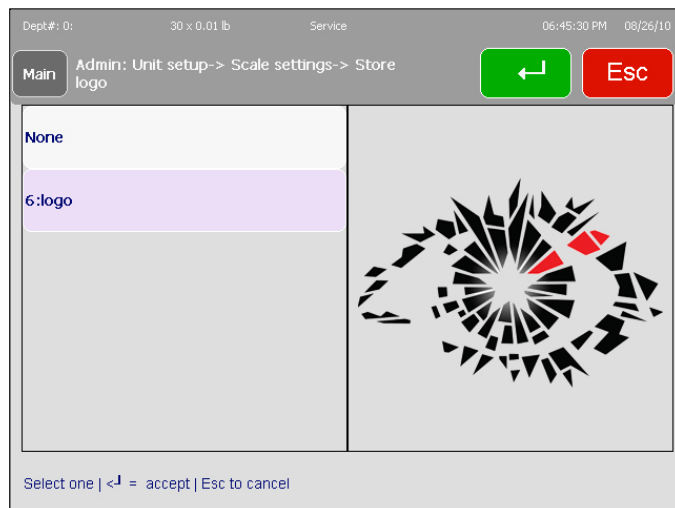 Dept#: 0: 30 x 0.01 lb Service 06:45:30 PM 08/26/10
Main Admin: Unit setup-> Scale settings-> Store logo Esc
None
6:logo
Select one | <┘ = accept | Esc to cancel